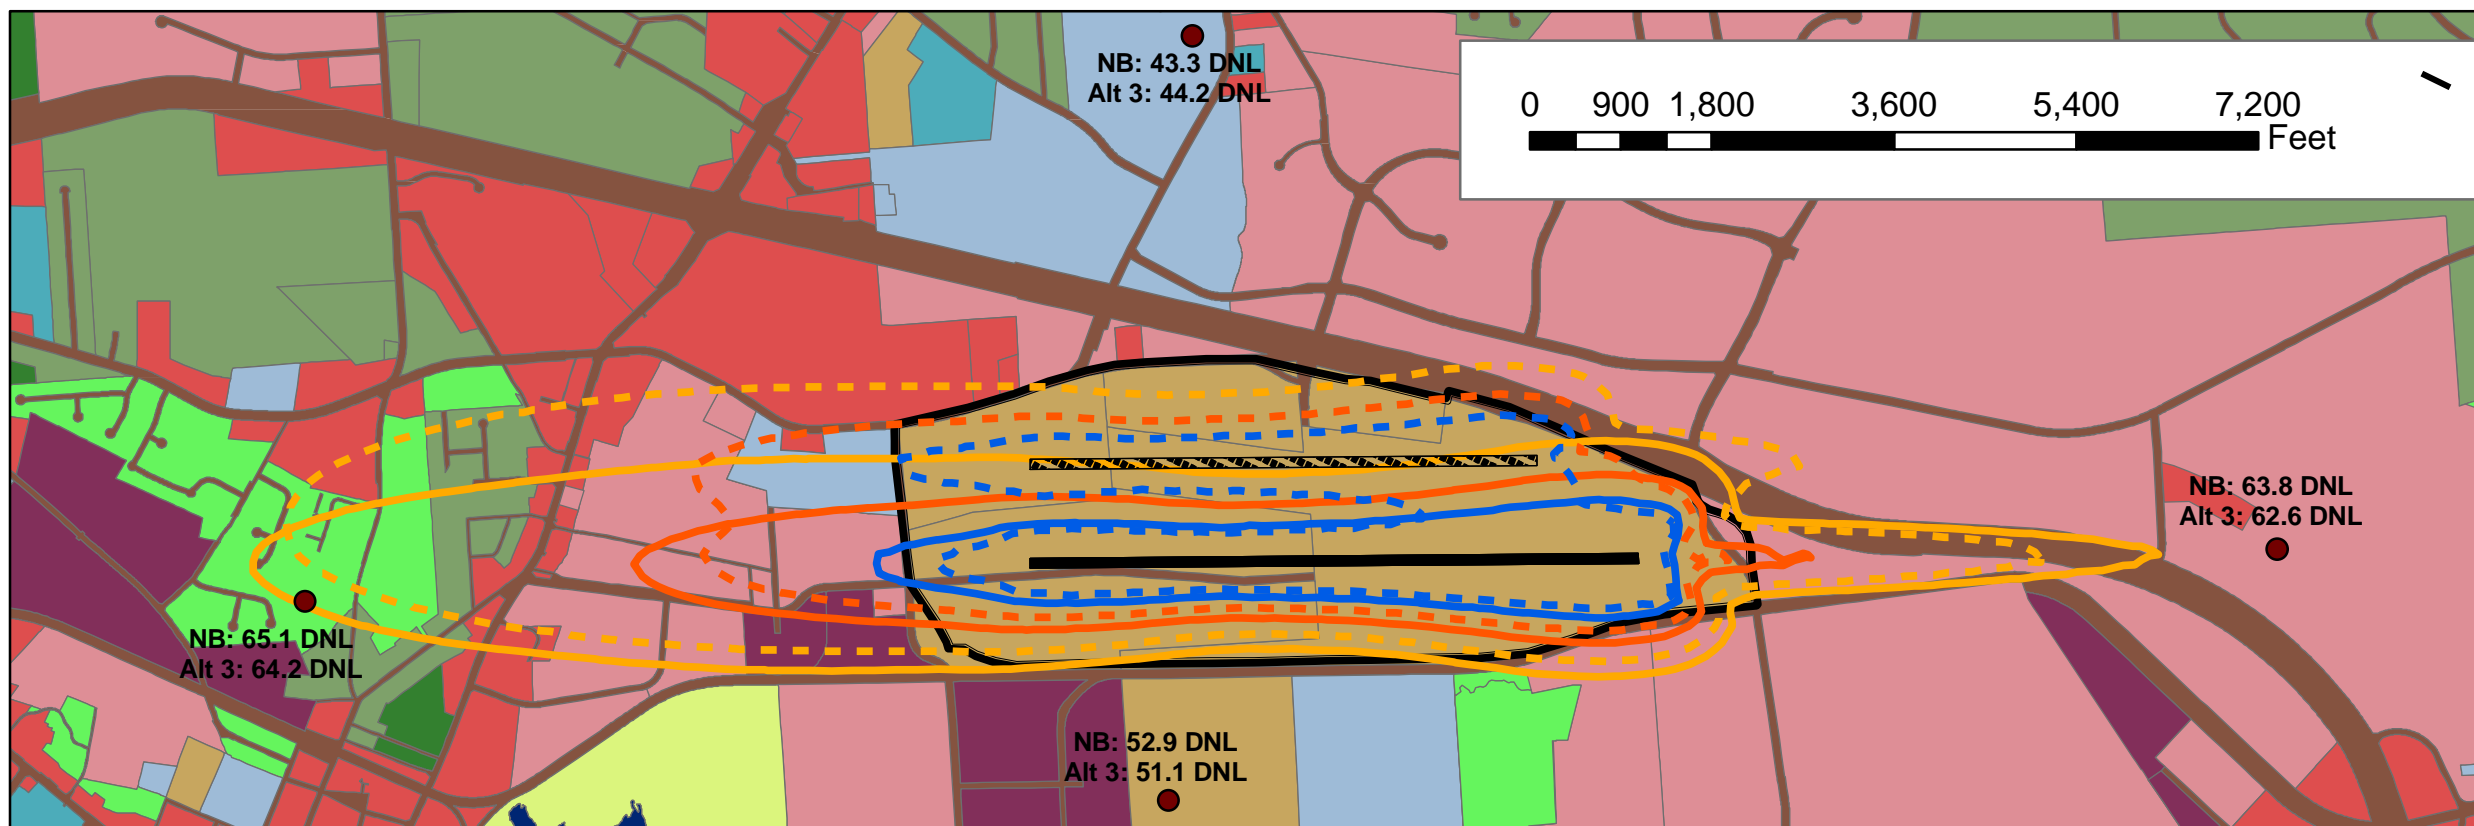 NB: 43.3 DNL
Alt 3: 44.2 DNL
0 900 1,800 3,600 5,400 7,200
Feet
NB: 63.8 DNL
Alt 3: 62.6 DNL
NB: 65.1 DNL
Alt 3: 64.2 DNL
NB: 52.9 DNL
Alt 3: 51.1 DNL